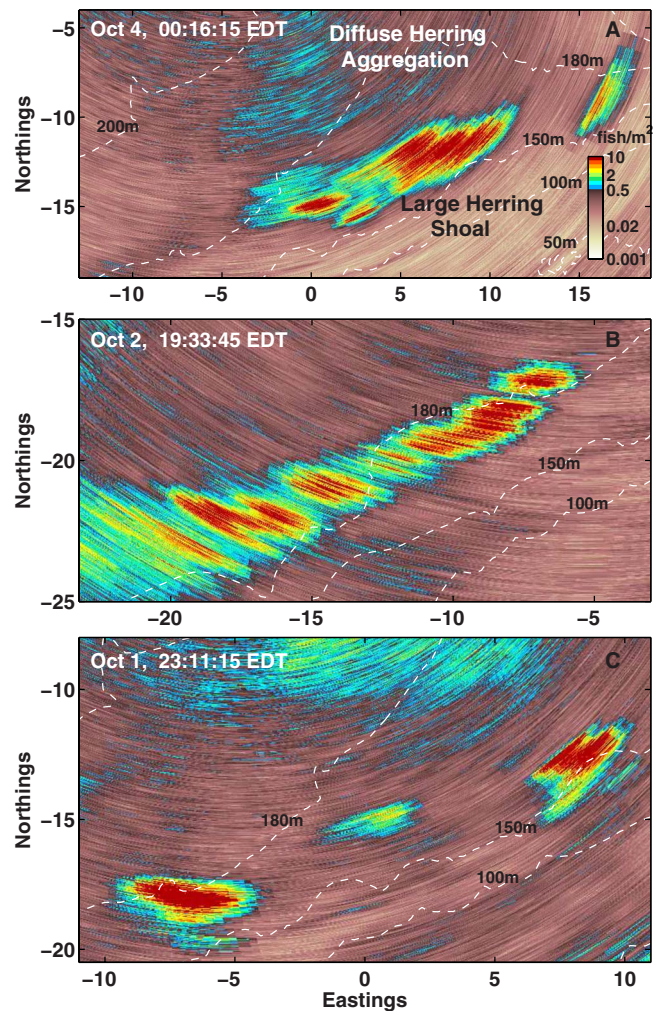 Oct 4, 00:16:15 EDT
Diffuse Herring
Aggregation
A
180m
200m
150m
fish/m²
10
2
0.5
0.02
0.001
100m
50m
Large Herring
Shoal
Northings
−5
−10
−15
−10
−5
0
5
10
15
Oct 2, 19:33:45 EDT
B
180m
150m
100m
Northings
−15
−20
−25
−20
−15
−10
−5
Oct 1, 23:11:15 EDT
C
180m
150m
100m
Northings
−10
−15
−20
−10
−5
0
5
10
Eastings